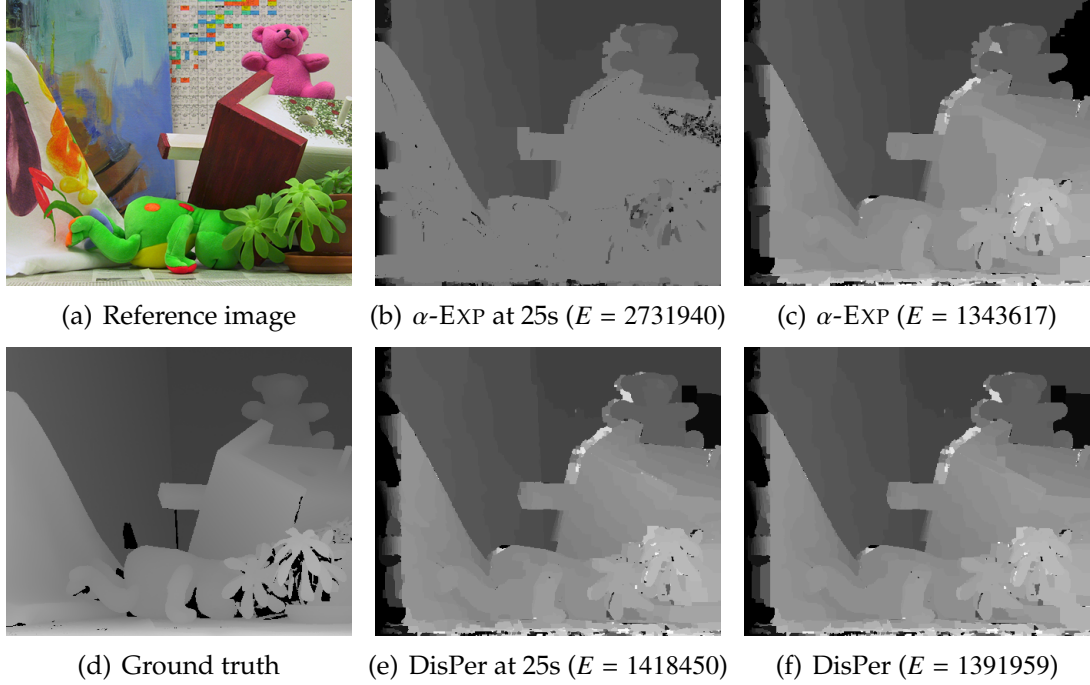 (a) Reference image
(b) α-EXP at 25s (E = 2731940)
(c) α-EXP (E = 1343617)
(d) Ground truth
(e) DisPer at 25s (E = 1418450)
(f) DisPer (E = 1391959)